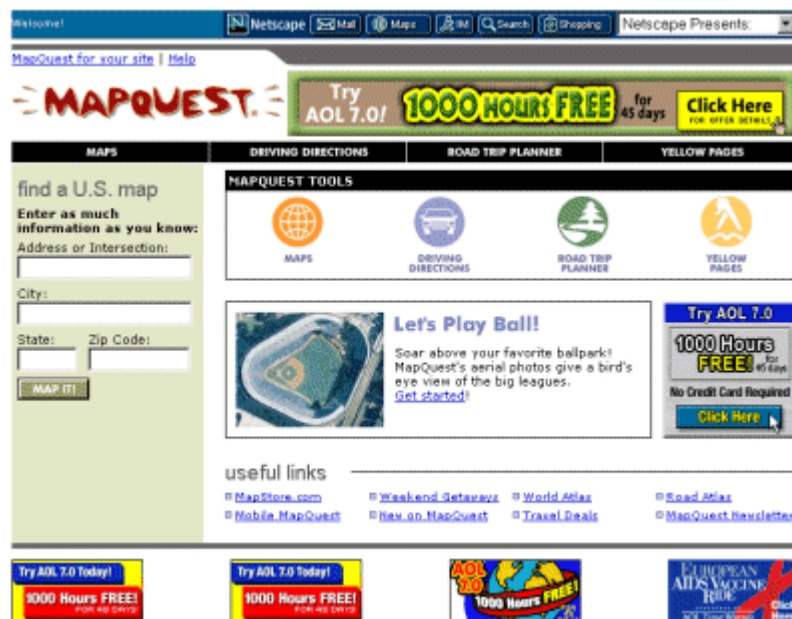 Welcome!
Netscape Mail Maps IM Search Shopping Netscape Presents:
MapQuest for your site | Help
MAPQUEST.
Try AOL 7.0! 1000 HOURS FREE for 45 days Click Here
FOR OFFER DETAILS
MAPS DRIVING DIRECTIONS ROAD TRIP PLANNER YELLOW PAGES
find a U.S. map
Enter as much
information as you know:
Address or Intersection:
City:
State: Zip Code:
MAP IT!
MAPQUEST TOOLS
MAPS
DRIVING
DIRECTIONS
ROAD TRIP
PLANNER
YELLOW
PAGES
Let's Play Ball!
Soar above your favorite ballpark!
MapQuest's aerial photos give a bird's
eye view of the big leagues.
Get started!
Try AOL 7.0
1000 Hours
FREE! for 45 days
No Credit Card Required
Click Here
useful links
MapStore.com Weekend Getaways World Atlas Road Atlas
Mobile MapQuest New on MapQuest Travel Deals MapQuest Newsletter
Try AOL 7.0 Today!
1000 Hours FREE!
FOR 45 DAYS
Try AOL 7.0 Today!
1000 Hours FREE!
FOR 45 DAYS
AOL
7.0
1000 Hours FREE!
EUROPEAN
AIDS VACCINE
RIDE
Click
Here